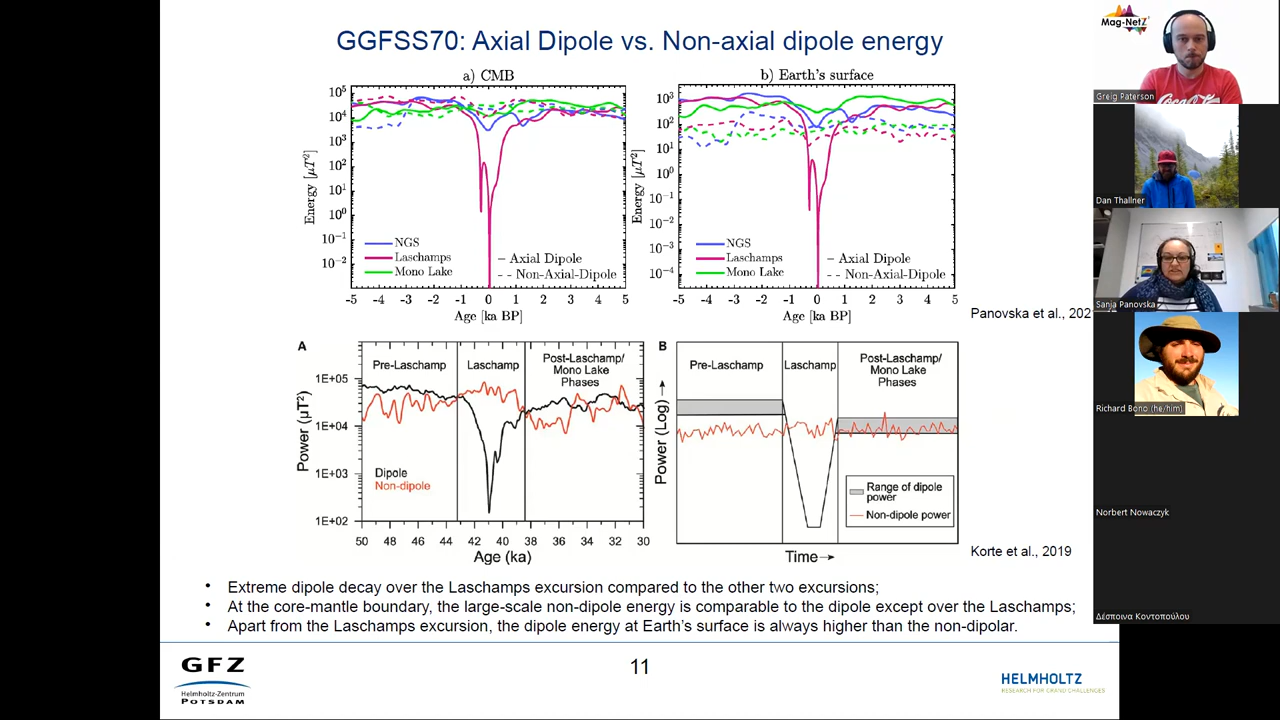 GGFSS70: Axial Dipole vs. Non-axial dipole energy
a) CMB
Energy [μT²]
10⁵
10⁴
10³
10²
10¹
10⁰
10⁻¹
10⁻²
NGS
Laschamps
Mono Lake
Axial Dipole
Non-Axial-Dipole
-5 -4 -3 -2 -1 0 1 2 3 4 5
Age [ka BP]
b) Earth's surface
Energy [μT²]
10³
10²
10¹
10⁰
10⁻¹
10⁻²
10⁻³
10⁻⁴
NGS
Laschamps
Mono Lake
Axial Dipole
Non-Axial-Dipole
-5 -4 -3 -2 -1 0 1 2 3 4 5
Age [ka BP]
Panovska et al., 202
A
Pre-Laschamp
Laschamp
Post-Laschamp/
Mono Lake
Phases
Power (μT²)
1E+05
1E+04
1E+03
1E+02
Dipole
Non-dipole
50 48 46 44 42 40 38 36 34 32 30
Age (ka)
B
Pre-Laschamp
Laschamp
Post-Laschamp/
Mono Lake
Phases
Power (Log) →
Range of dipole
power
Non-dipole power
Time→
Korte et al., 2019
• Extreme dipole decay over the Laschamps excursion compared to the other two excursions;
• At the core-mantle boundary, the large-scale non-dipole energy is comparable to the dipole except over the Laschamps;
• Apart from the Laschamps excursion, the dipole energy at Earth's surface is always higher than the non-dipolar.
GFZ
Helmholtz-Zentrum
POTSDAM
11
HELMHOLTZ
RESEARCH FOR GRAND CHALLENGES
Mag-NetZ
Greig Paterson
Dan Thallner
Sanja Panovska
Richard Bono (he/him)
Norbert Nowaczyk
Δέσποινα Κοντοπούλου